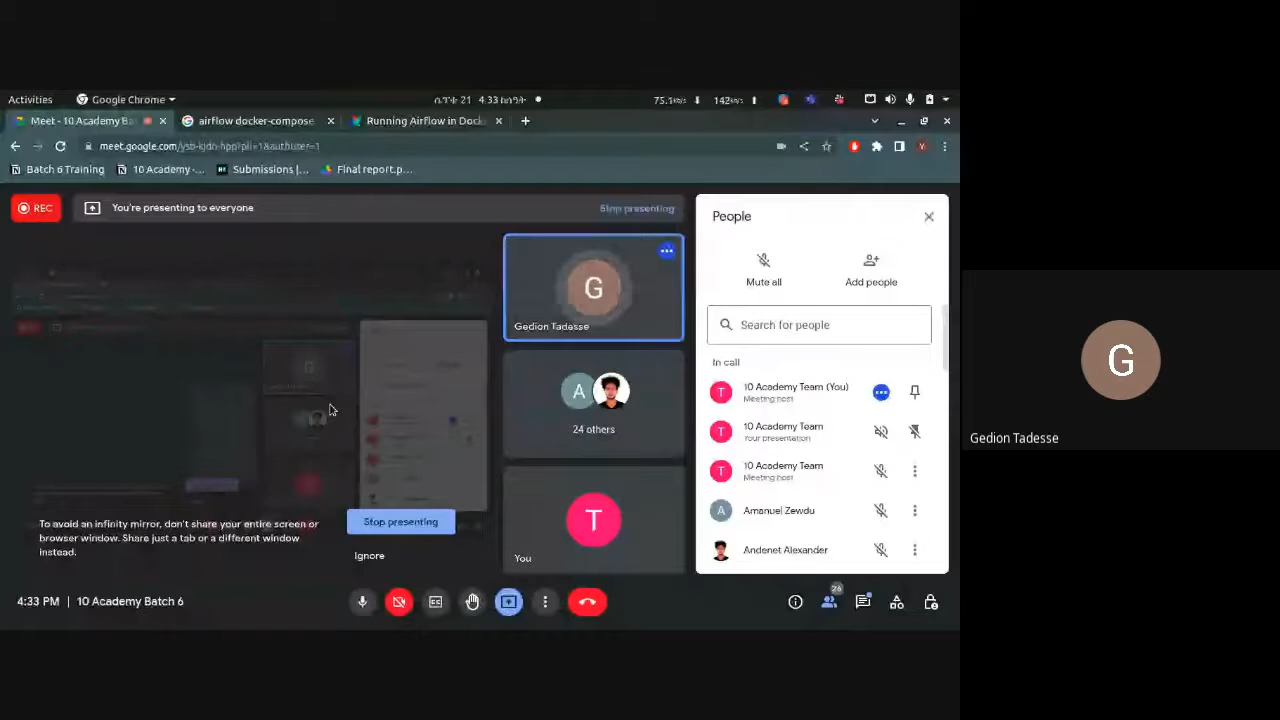 Activities
Google Chrome
21 4:33
75.1kb/s
142kb/s
Meet - 10 Academy Ba
airflow docker-compose
Running Airflow in Dock
meet.google.com/
Batch 6 Training
10 Academy -...
Submissions |...
Final report.p...
REC
You're presenting to everyone
Stop presenting
G
Gedion Tadesse
A
24 others
T
You
To avoid an infinity mirror, don't share your entire screen or
browser window. Share just a tab or a different window
instead.
Stop presenting
Ignore
People
Mute all
Add people
Search for people
In call
T
10 Academy Team (You)
Meeting host
T
10 Academy Team
Your presentation
T
10 Academy Team
Meeting host
A
Amanuel Zewdu
Andenet Alexander
4:33 PM | 10 Academy Batch 6
26
G
Gedion Tadesse